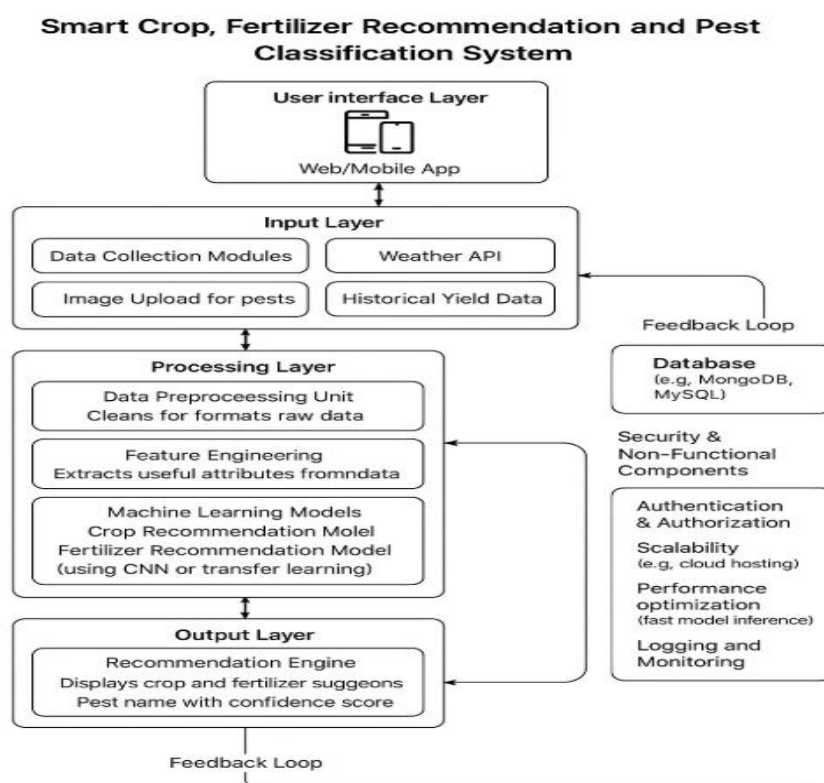 Smart Crop, Fertilizer Recommendation and Pest
Classification System
User interface Layer
Web/Mobile App
Input Layer
Data Collection Modules
Weather API
Image Upload for pests
Historical Yield Data
Feedback Loop
Processing Layer
Data Preproceessing Unit
Cleans for formats raw data
Feature Engineering
Extracts useful attributes fromndata
Machine Learning Models
Crop Recommendation Molel
Fertilizer Recommendation Model
(using CNN or transfer learning)
Database
(e.g, MongoDB,
MySQL)
Security &
Non-Functional
Components
Authentication
& Authorization
Scalability
(e.g, cloud hosting)
Performance
optimization
(fast model inference)
Logging and
Monitoring
Output Layer
Recommendation Engine
Displays crop and fertilizer suggeons
Pest name with confidence score
Feedback Loop